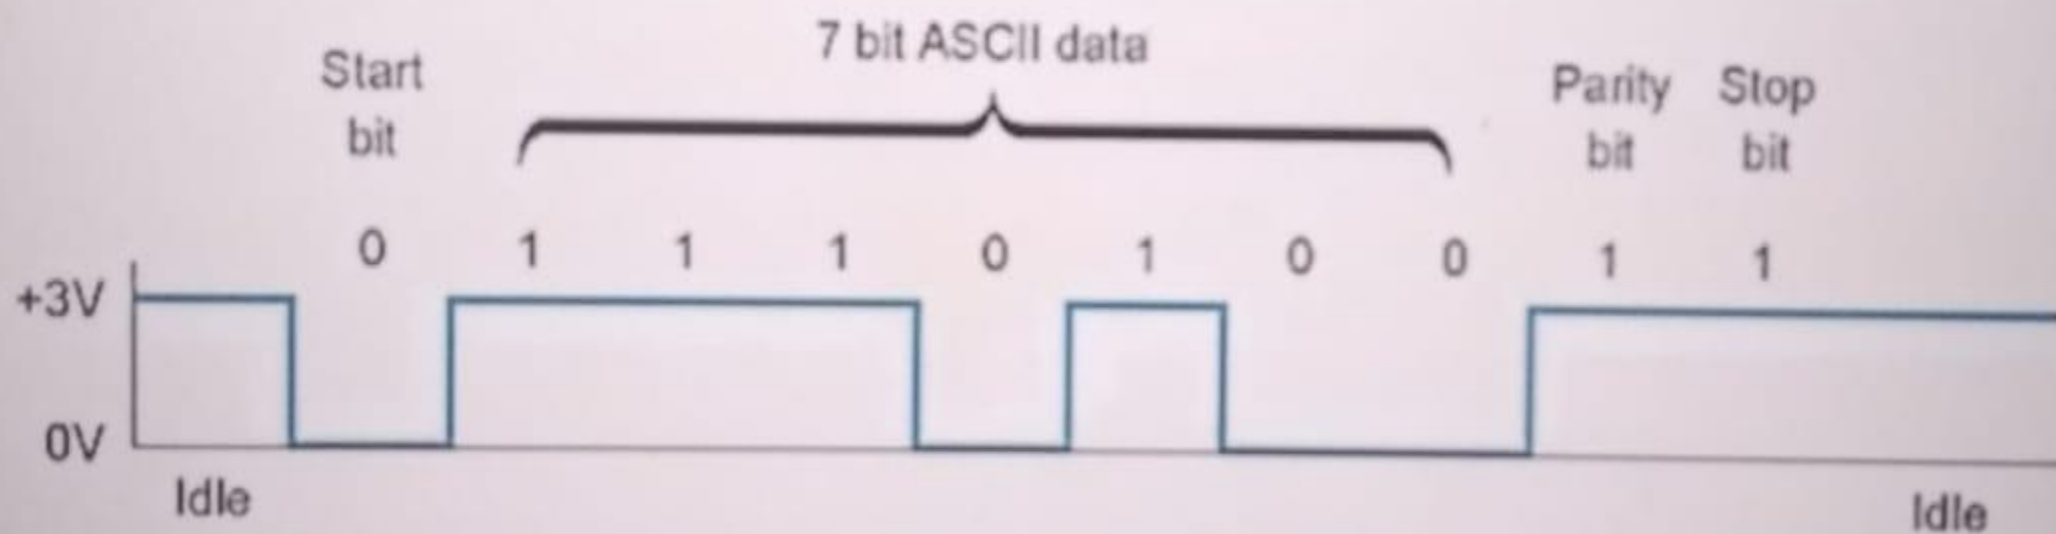 7 bit ASCII data
Start
bit
Parity
bit
Stop
bit
0 1 1 1 0 1 0 0 1 1
+3V
0V
Idle
Idle